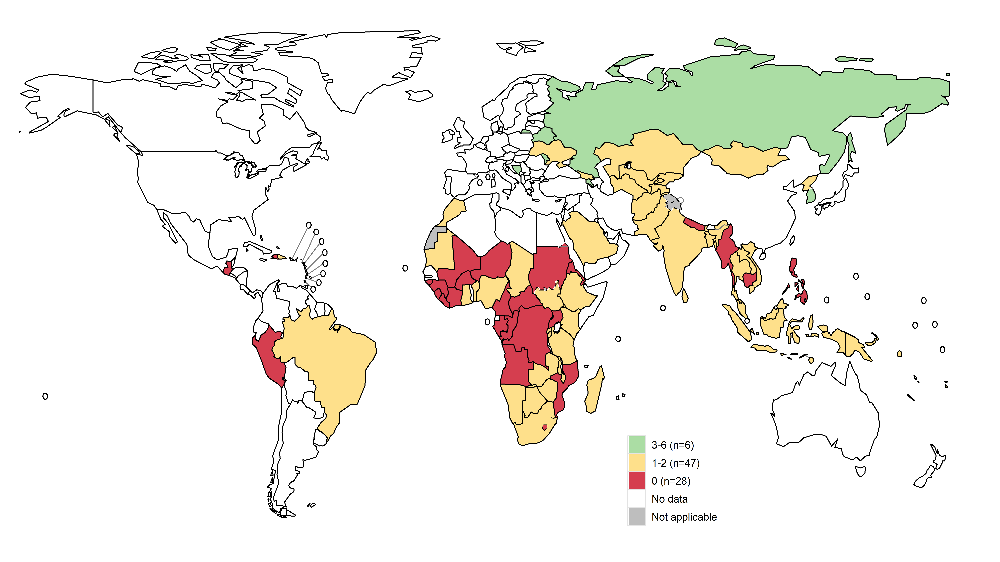 3-6 (n=6)
1-2 (n=47)
0 (n=28)
No data
Not applicable